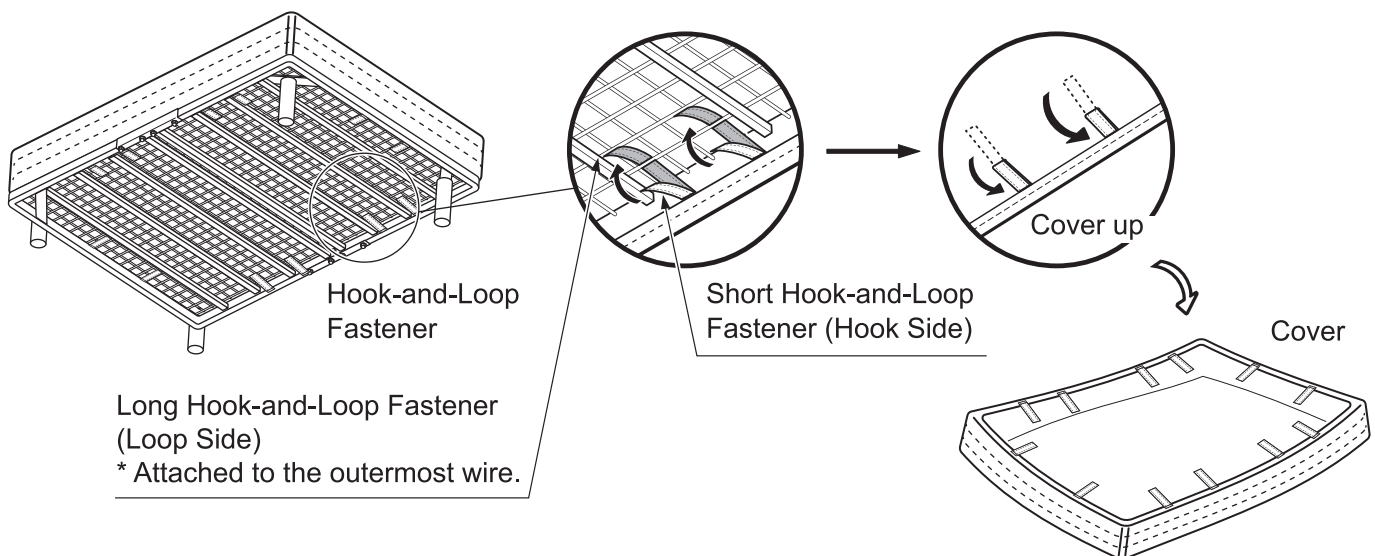 Hook-and-Loop
Fastener
Long Hook-and-Loop Fastener
(Loop Side)
* Attached to the outermost wire.
Short Hook-and-Loop
Fastener (Hook Side)
Cover up
Cover